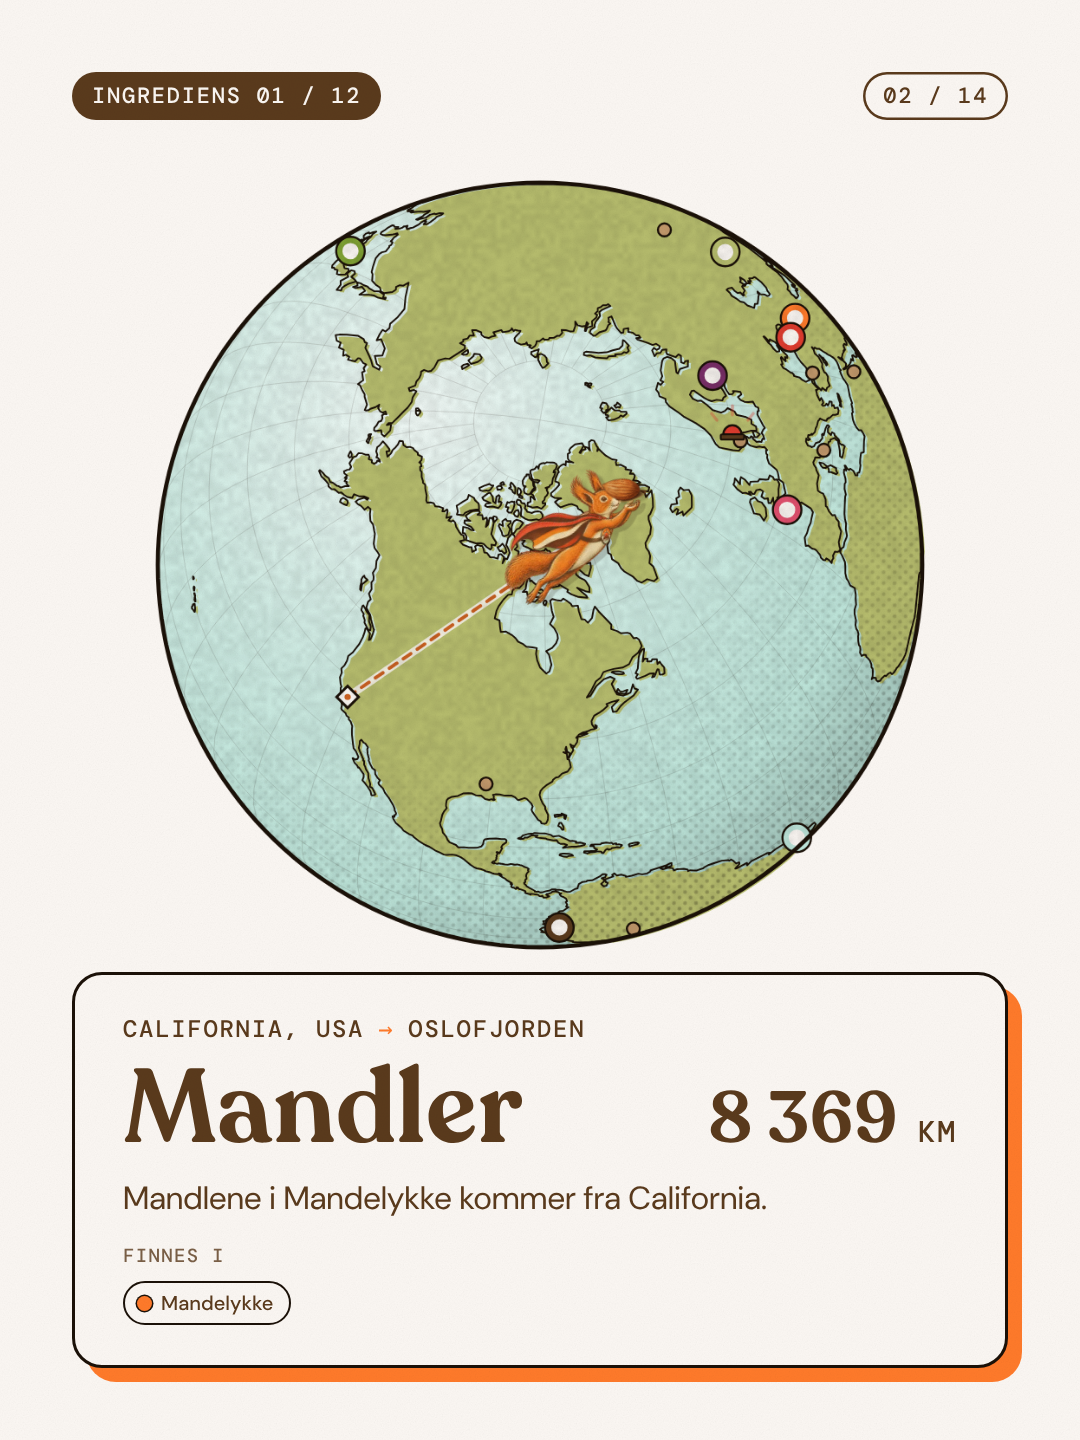 INGREDIENS 01 / 12
02 / 14
CALIFORNIA, USA → OSLOFJORDEN
Mandler
8 369 KM
Mandlene i Mandelykke kommer fra California.
FINNES I
Mandelykke